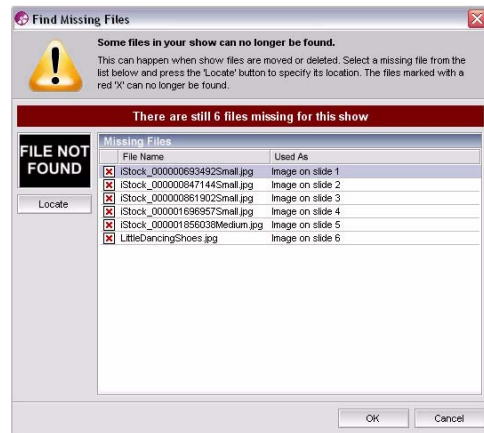 Find Missing Files
Some files in your show can no longer be found.
This can happen when show files are moved or deleted. Select a missing file from the
list below and press the 'Locate' button to specify its location. The files marked with a
red 'X' can no longer be found.
There are still 6 files missing for this show
FILE NOT
FOUND
Locate
Missing Files
File Name Used As
iStock_000000693492Small.jpg Image on slide 1
iStock_000000847144Small.jpg Image on slide 2
iStock_000000861902Small.jpg Image on slide 3
iStock_000001696957Small.jpg Image on slide 4
iStock_000001856038Medium.jpg Image on slide 5
LittleDancingShoes.jpg Image on slide 6
OK Cancel